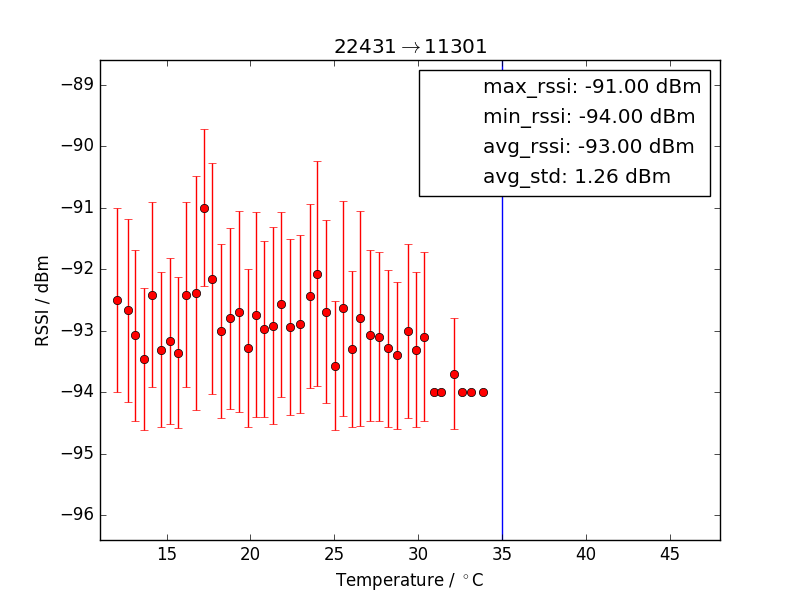 22431→11301
max_rssi: -91.00 dBm
min_rssi: -94.00 dBm
avg_rssi: -93.00 dBm
avg_std: 1.26 dBm
RSSI / dBm
−89
−90
−91
−92
−93
−94
−95
−96
15 20 25 30 35 40 45
Temperature / °C